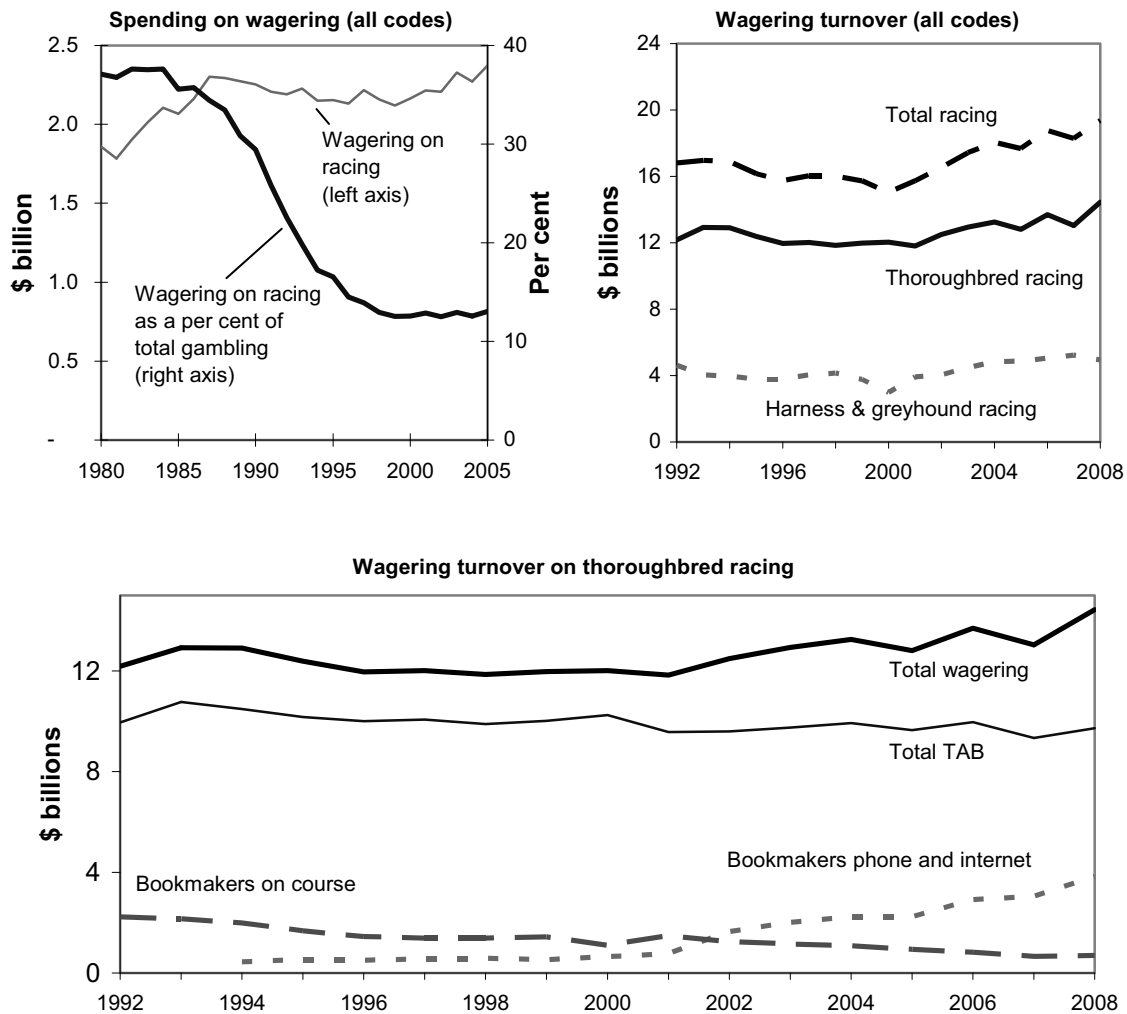 Spending on wagering (all codes)
2.5
2.0
1.5
1.0
0.5
-
$ billion
40
30
20
10
0
Per cent
Wagering on
racing
(left axis)
Wagering on racing
as a per cent of
total gambling
(right axis)
1980 1985 1990 1995 2000 2005
Wagering turnover (all codes)
24
20
16
12
8
4
0
$ billions
Total racing
Thoroughbred racing
Harness & greyhound racing
1992 1996 2000 2004 2008
Wagering turnover on thoroughbred racing
12
8
4
0
$ billions
Total wagering
Total TAB
Bookmakers phone and internet
Bookmakers on course
1992 1994 1996 1998 2000 2002 2004 2006 2008